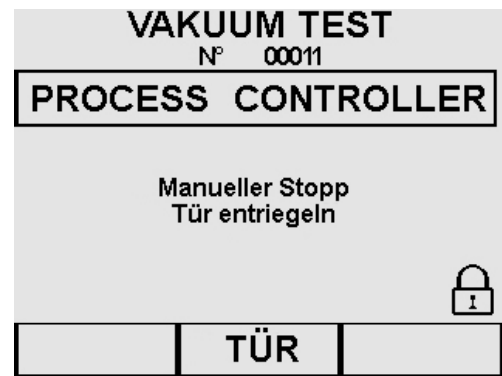 VAKUUM TEST
N° 00011
PROCESS CONTROLLER
Manueller Stopp
Tür entriegeln
TÜR